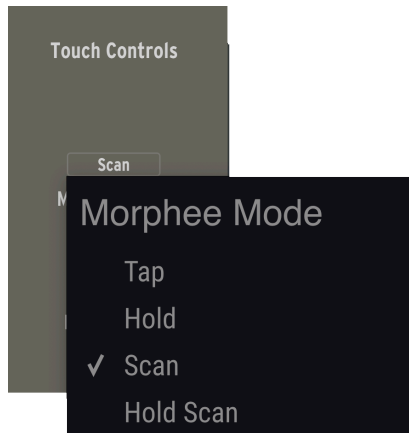 Touch Controls
Scan
Morphee Mode
Tap
Hold
✓ Scan
Hold Scan